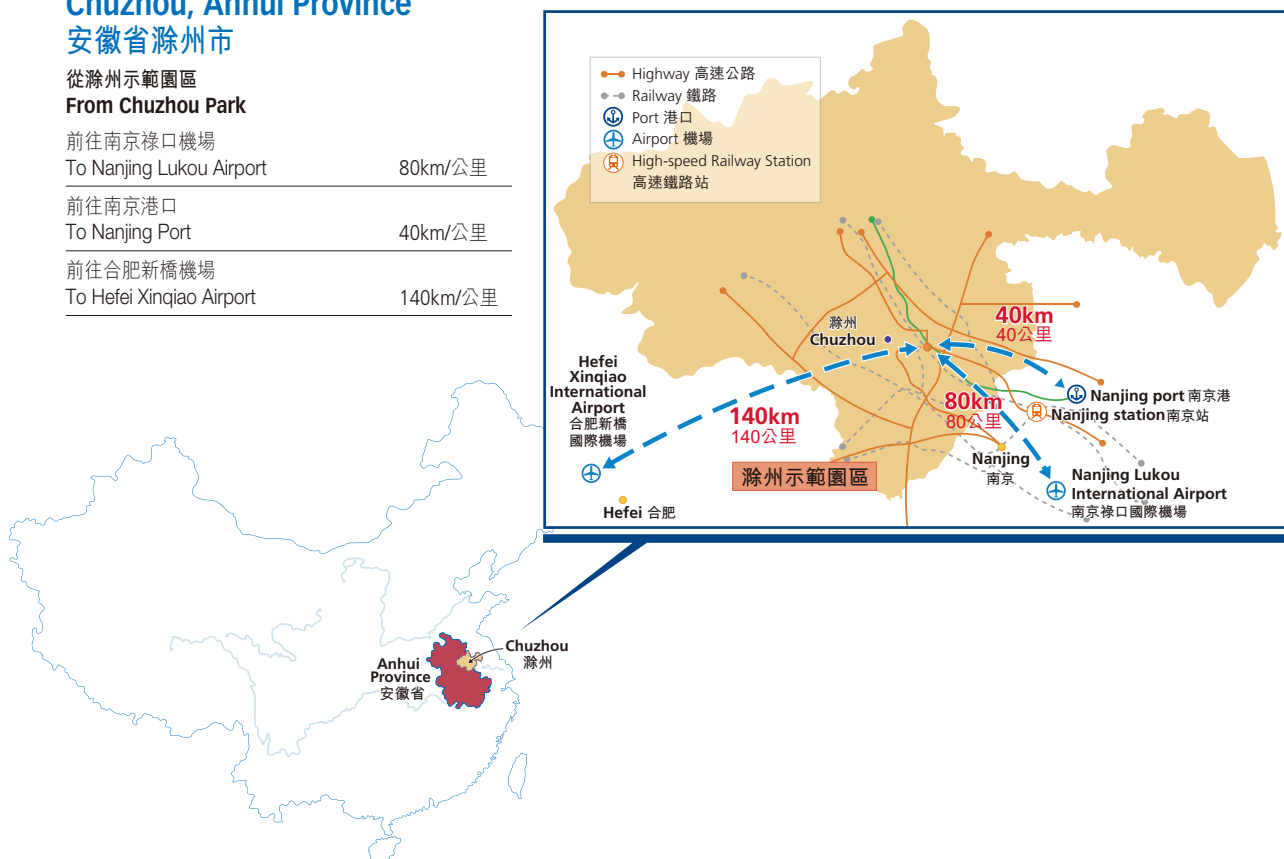 Chuzhou, Anhui Province
安徽省滁州市
從滁州示範園區
From Chuzhou Park
前往南京祿口機場
To Nanjing Lukou Airport 80km/公里
前往南京港口
To Nanjing Port 40km/公里
前往合肥新橋機場
To Hefei Xinqiao Airport 140km/公里
Highway 高速公路
Railway 鐵路
Port 港口
Airport 機場
High-speed Railway Station
高速鐵路站
滁州
Chuzhou
40km
40公里
Hefei
Xinqiao
International
Airport
合肥新橋
國際機場
140km
140公里
80km
80公里
Nanjing port 南京港
Nanjing station 南京站
滁州示範園區
Nanjing
南京
Nanjing Lukou
International Airport
南京祿口國際機場
Hefei 合肥
Chuzhou
滁州
Anhui
Province
安徽省